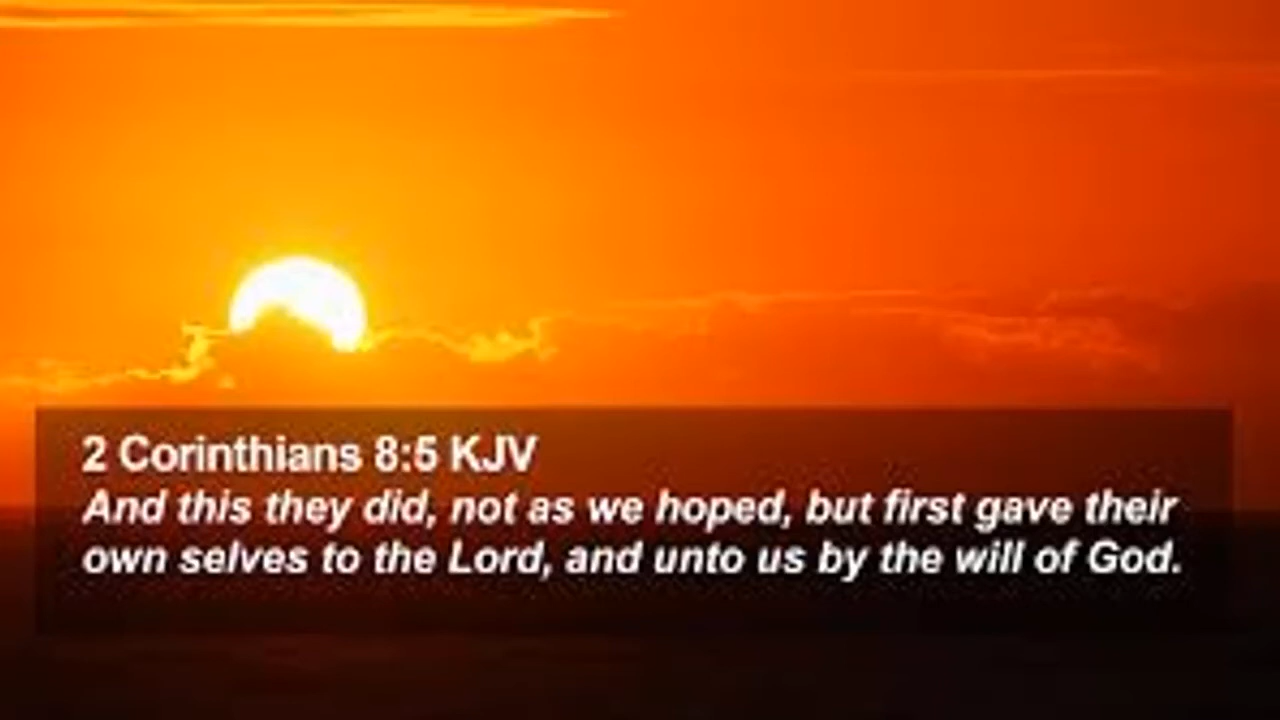 2 Corinthians 8:5 KJV
And this they did, not as we hoped, but first gave their
own selves to the Lord, and unto us by the will of God.